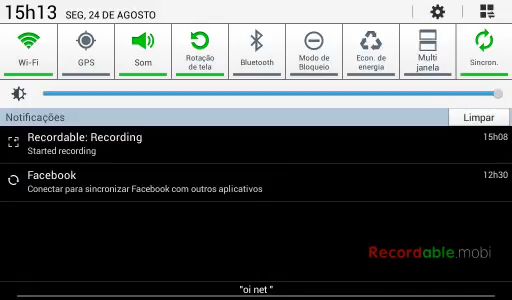 15h13 SEG, 24 DE AGOSTO
Wi-Fi GPS Som Rotação de tela Bluetooth Modo de Bloqueio Econ. de energia Multi janela Sincron.
Notificações Limpar
Recordable: Recording 15h08
Started recording
Facebook 12h30
Conectar para sincronizar Facebook com outros aplicativos
Recordable.mobi
"oi net "